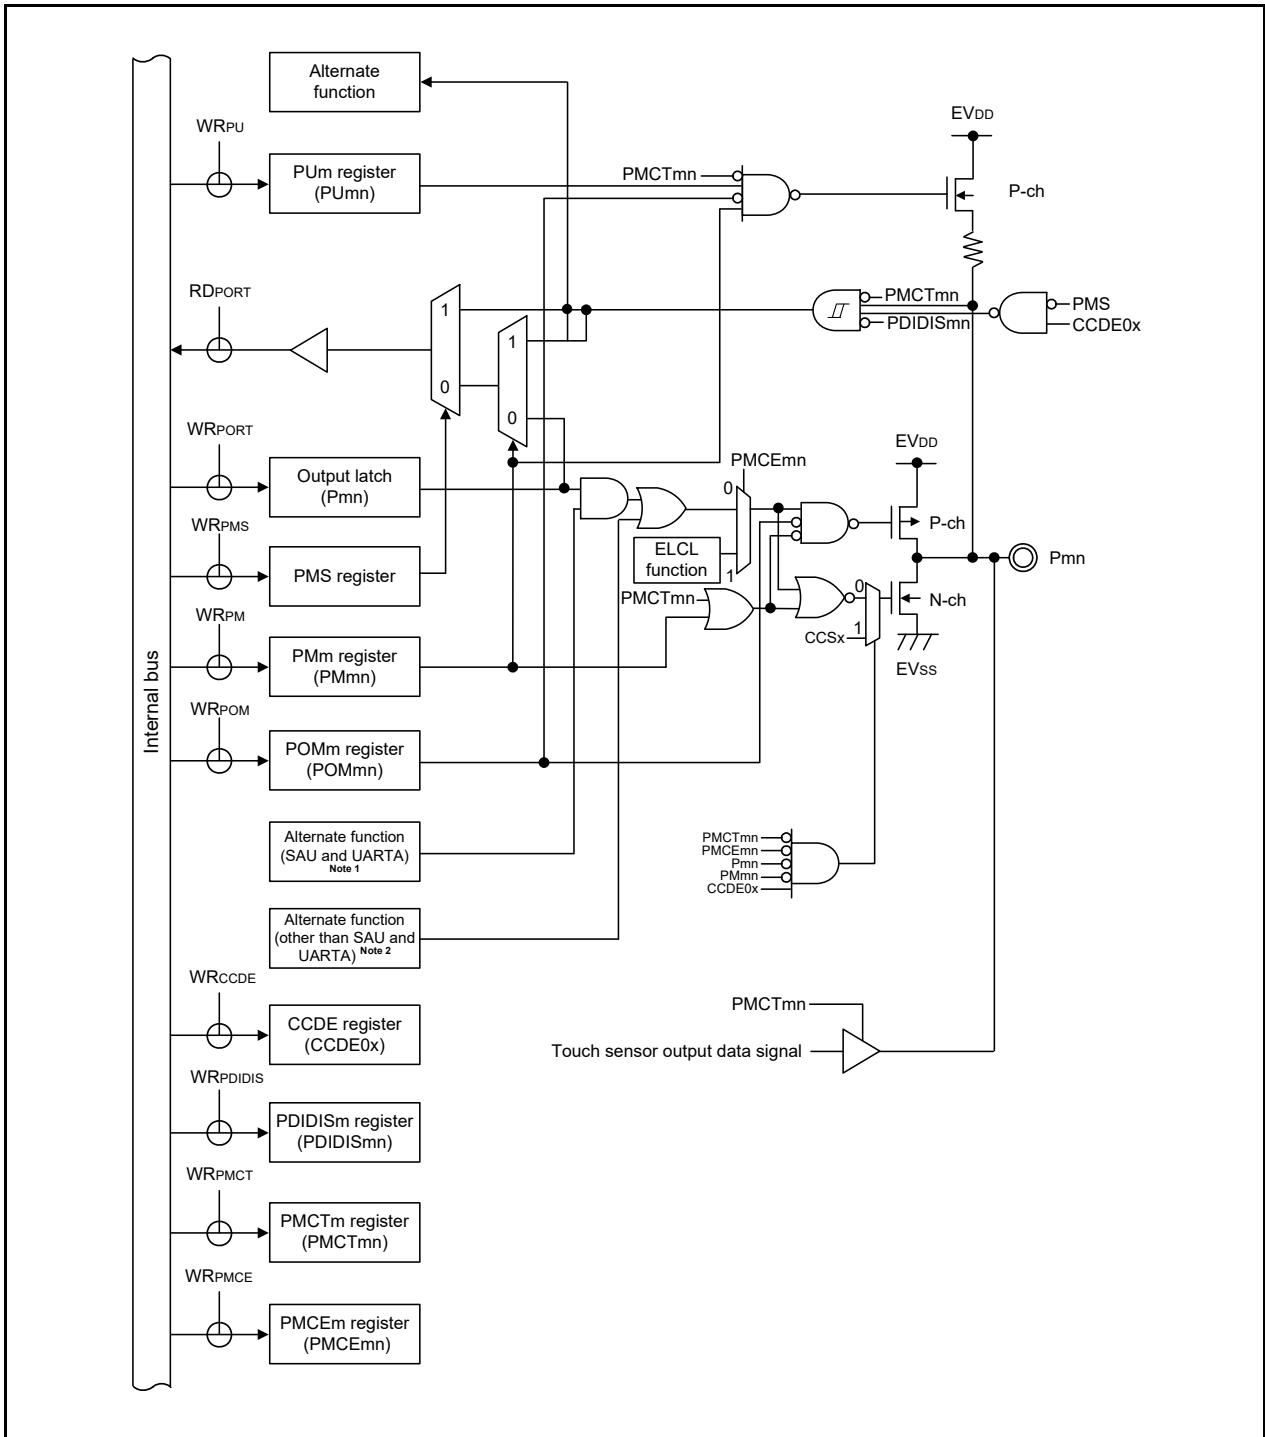 Alternate
function
EVDD
WRPU
PUm register
(PUmn)
PMCTmn
P-ch
RDPORT
1
PMCTmn
PMS
PDIDISmn
CCDE0x
1
0
0
WRPORT
Output latch
(Pmn)
EVDD
PMCEmn
0
WRPMS
PMS register
ELCL
function
1
P-ch
Pmn
PMCTmn
0
N-ch
1
CCSx
WRPM
PMm register
(PMmn)
EVSS
Internal bus
WRPOM
POMm register
(POMmn)
Alternate function
(SAU and UARTA)
Note 1
PMCTmn
PMCEmn
Pmn
PMmn
CCDE0x
Alternate function
(other than SAU and
UARTA) Note 2
WRCCDE
CCDE register
(CCDE0x)
PMCTmn
Touch sensor output data signal
WRPDIDIS
PDIDISm register
(PDIDISmn)
WRPMCT
PMCTm register
(PMCTmn)
WRPMCE
PMCEm register
(PMCEmn)